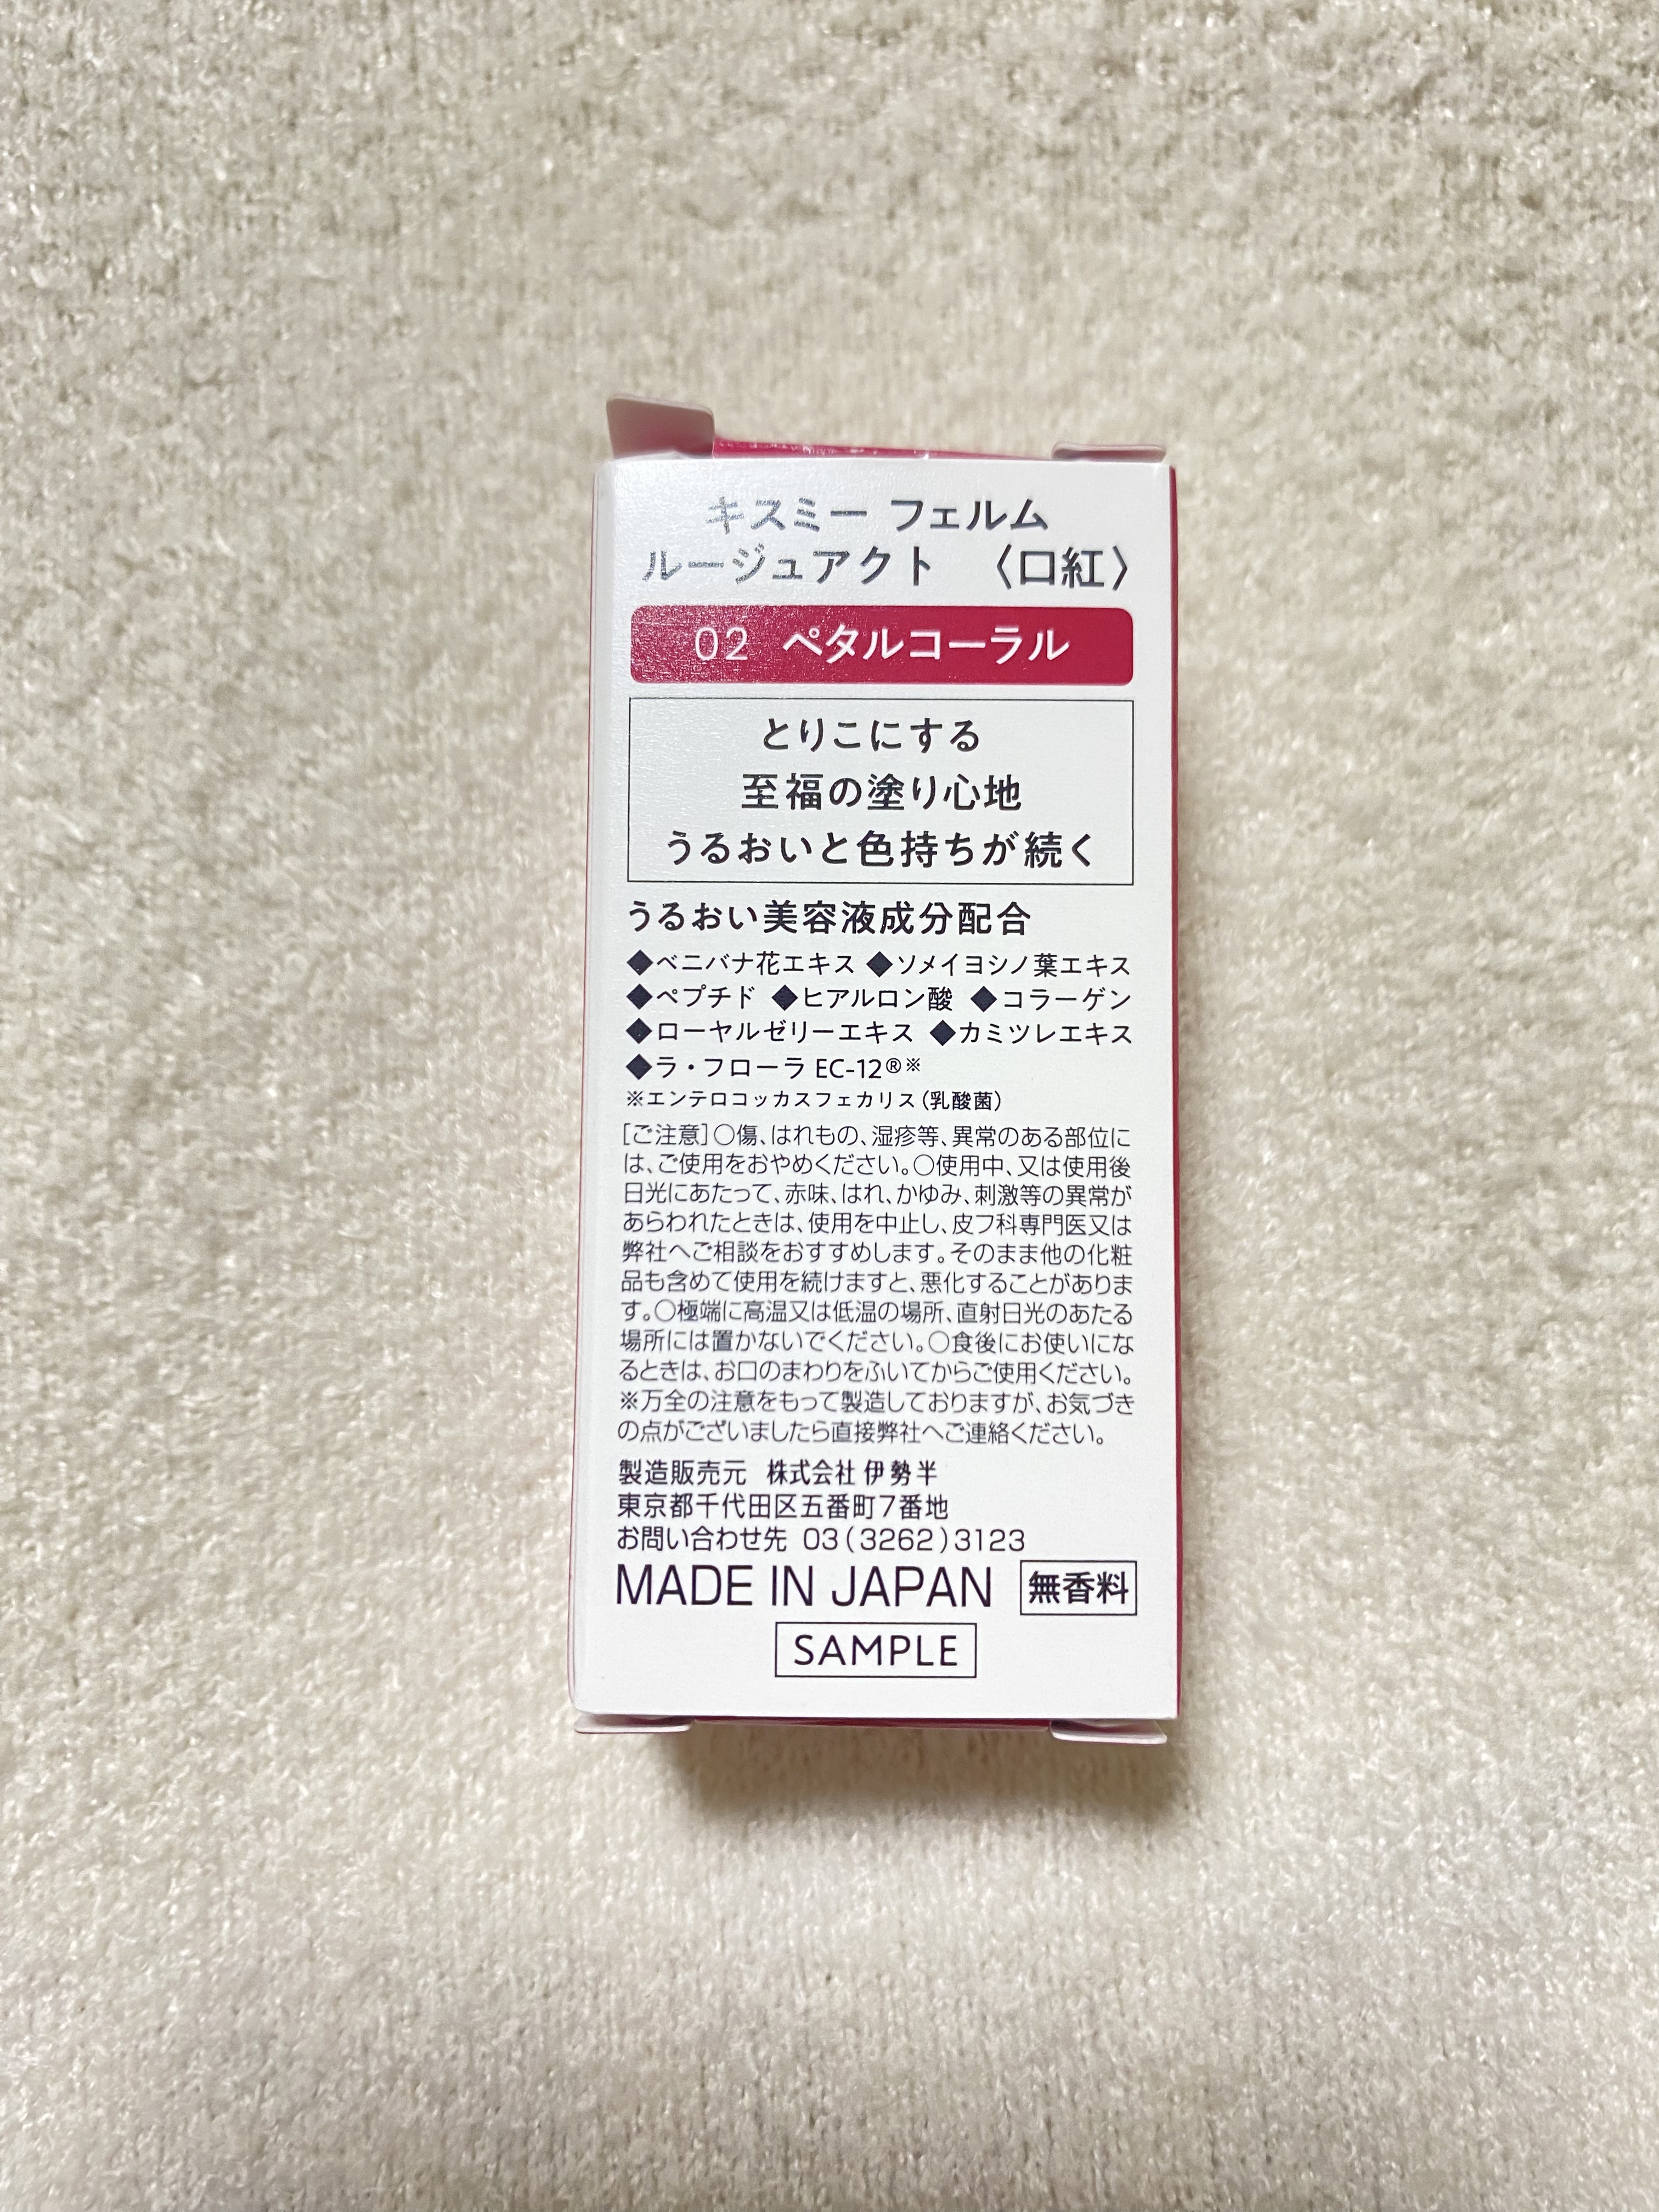 キスミー フェルム
ルージュアクト 〈口紅〉
02 ペタルコーラル
とりこにする
至福の塗り心地
うるおいと色持ちが続く
うるおい美容液成分配合
◆ベニバナ花エキス ◆ソメイヨシノ葉エキス
◆ペプチド ◆ヒアルロン酸 ◆コラーゲン
◆ローヤルゼリーエキス ◆カミツレエキス
◆ラ・フローラ EC-12®※
※エンテロコッカスフェカリス(乳酸菌)
[ご注意]○傷、はれもの、湿疹等、異常のある部位に
は、ご使用をおやめください。○使用中、又は使用後
日光にあたって、赤味、はれ、かゆみ、刺激等の異常が
あらわれたときは、使用を中止し、皮フ科専門医又は
弊社へご相談をおすすめします。そのまま他の化粧
品も含めて使用を続けますと、悪化することがありま
す。○極端に高温又は低温の場所、直射日光のあたる
場所には置かないでください。○食後にお使いにな
るときは、お口のまわりをふいてからご使用ください。
※万全の注意をもって製造しておりますが、お気づき
の点がございましたら直接弊社へご連絡ください。
製造販売元 株式会社 伊勢半
東京都千代田区五番町7番地
お問い合わせ先 03(3262)3123
MADE IN JAPAN 無香料
SAMPLE